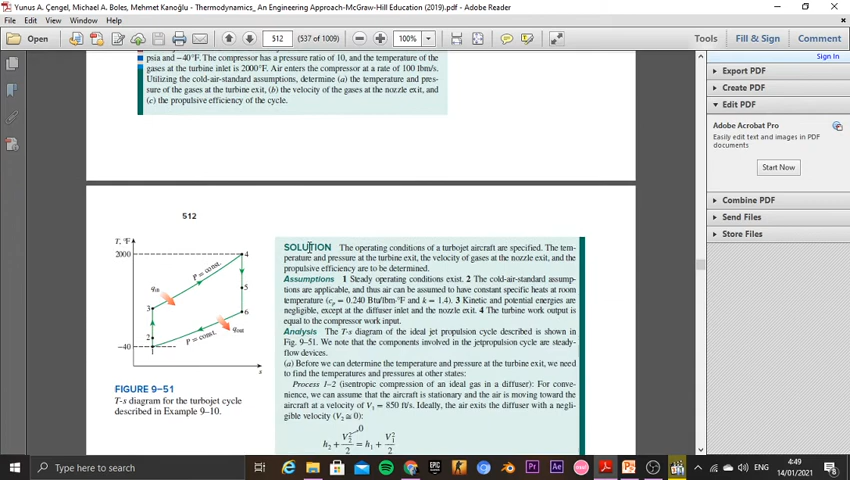 Yunus A. Çengel, Michael A. Boles, Mehmet Kanoğlu - Thermodynamics_ An Engineering Approach-McGraw-Hill Education (2019).pdf - Adobe Reader
File Edit View Window Help
Open 512 (537 of 1009) 100% Tools Fill & Sign Comment
Sign In
Export PDF
Create PDF
Edit PDF
Adobe Acrobat Pro
Easily edit text and images in PDF
documents
Start Now
Combine PDF
Send Files
Store Files
psia and −40°F. The compressor has a pressure ratio of 10, and the temperature of the
gases at the turbine inlet is 2000°F. Air enters the compressor at a rate of 100 lbm/s.
Utilizing the cold-air-standard assumptions, determine (a) the temperature and pres-
sure of the gases at the turbine exit, (b) the velocity of the gases at the nozzle exit, and
(c) the propulsive efficiency of the cycle.
512
T, °F
2000
4
P = const.
q in
5
3
6
P = const.
q out
2
−40
1
s
FIGURE 9–51
T-s diagram for the turbojet cycle
described in Example 9–10.
SOLUTION The operating conditions of a turbojet aircraft are specified. The tem-
perature and pressure at the turbine exit, the velocity of gases at the nozzle exit, and the
propulsive efficiency are to be determined.
Assumptions 1 Steady operating conditions exist. 2 The cold-air-standard assump-
tions are applicable, and thus air can be assumed to have constant specific heats at room
temperature (cp = 0.240 Btu/lbm·°F and k = 1.4). 3 Kinetic and potential energies are
negligible, except at the diffuser inlet and the nozzle exit. 4 The turbine work output is
equal to the compressor work input.
Analysis The T-s diagram of the ideal jet propulsion cycle described is shown in
Fig. 9–51. We note that the components involved in the jetpropulsion cycle are steady-
flow devices.
(a) Before we can determine the temperature and pressure at the turbine exit, we need
to find the temperatures and pressures at other states:
Process 1–2 (isentropic compression of an ideal gas in a diffuser): For conve-
nience, we can assume that the aircraft is stationary and the air is moving toward the
aircraft at a velocity of V1 = 850 ft/s. Ideally, the air exits the diffuser with a negli-
gible velocity (V2 ≅ 0):
h2 + V2²/2 ↗0 = h1 + V1²/2
Type here to search
ENG
4:49
14/01/2021
8